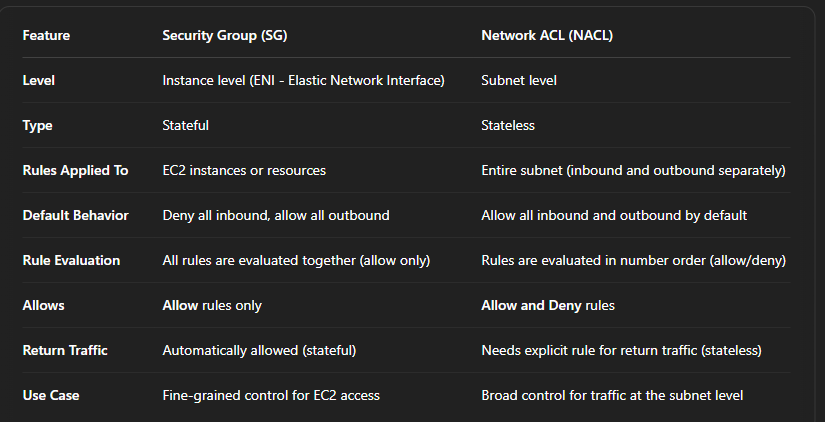 Feature Security Group (SG) Network ACL (NACL)
Level Instance level (ENI - Elastic Network Interface) Subnet level
Type Stateful Stateless
Rules Applied To EC2 instances or resources Entire subnet (inbound and outbound separately)
Default Behavior Deny all inbound, allow all outbound Allow all inbound and outbound by default
Rule Evaluation All rules are evaluated together (allow only) Rules are evaluated in number order (allow/deny)
Allows Allow rules only Allow and Deny rules
Return Traffic Automatically allowed (stateful) Needs explicit rule for return traffic (stateless)
Use Case Fine-grained control for EC2 access Broad control for traffic at the subnet level